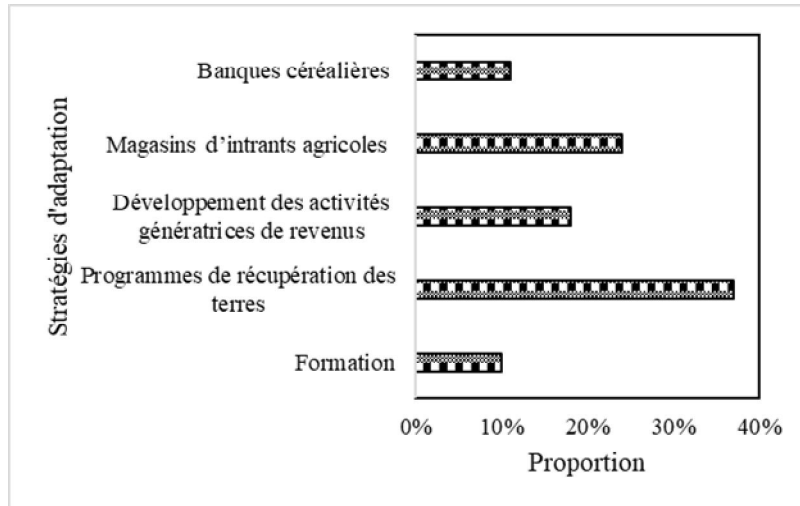 Stratégies d'adaptation
Banques céréalières
Magasins d’intrants agricoles
Développement des activités
génératrices de revenus
Programmes de récupération des
terres
Formation
0% 10% 20% 30% 40%
Proportion